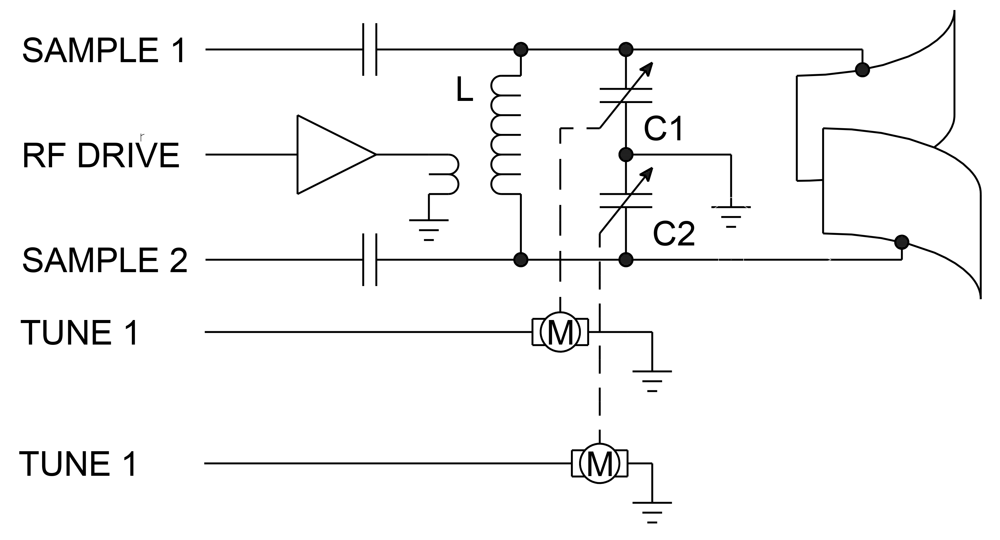 SAMPLE 1
L
C1
RF DRIVE
r
C2
SAMPLE 2
TUNE 1
M
TUNE 1
M